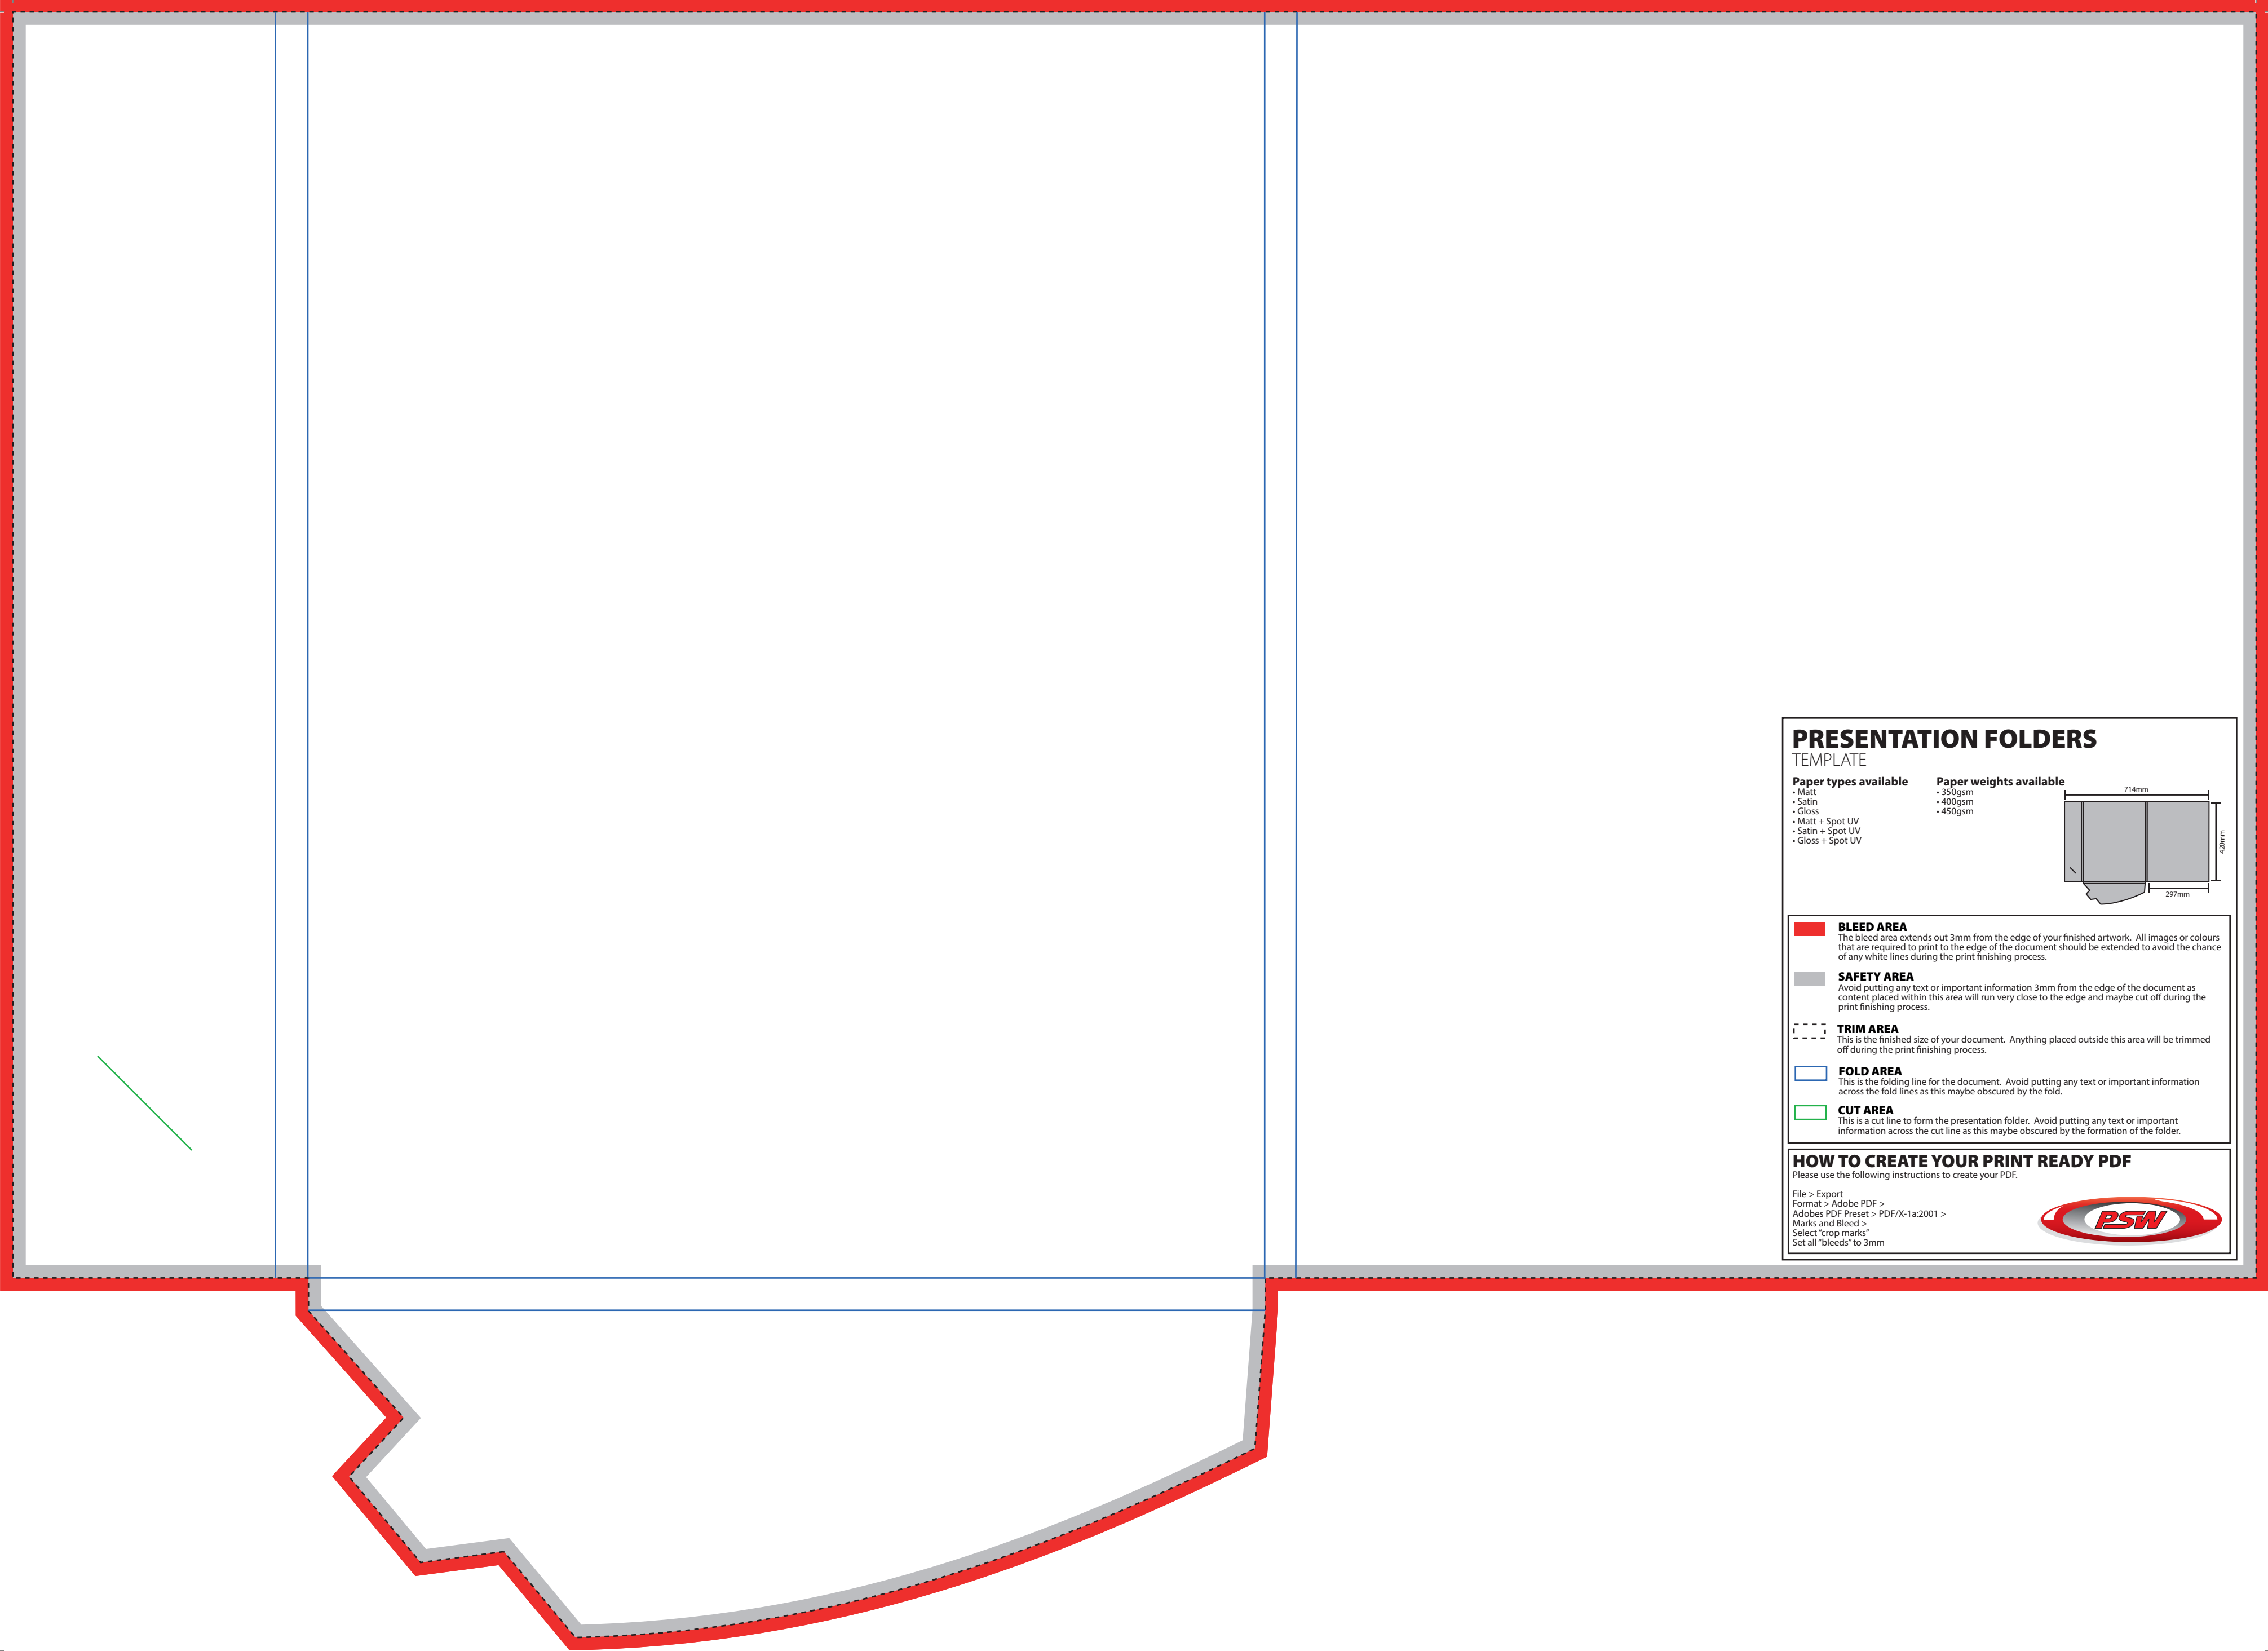 PRESENTATION FOLDERS
TEMPLATE
Paper types available
• Matt
• Satin
• Gloss
• Matt + Spot UV
• Satin + Spot UV
• Gloss + Spot UV
Paper weights available
• 350gsm
• 400gsm
• 450gsm
714mm
420mm
297mm
BLEED AREA
The bleed area extends out 3mm from the edge of your finished artwork. All images or colours
that are required to print to the edge of the document should be extended to avoid the chance
of any white lines during the print finishing process.
SAFETY AREA
Avoid putting any text or important information 3mm from the edge of the document as
content placed within this area will run very close to the edge and maybe cut off during the
print finishing process.
TRIM AREA
This is the finished size of your document. Anything placed outside this area will be trimmed
off during the print finishing process.
FOLD AREA
This is the folding line for the document. Avoid putting any text or important information
across the fold lines as this maybe obscured by the fold.
CUT AREA
This is a cut line to form the presentation folder. Avoid putting any text or important
information across the cut line as this maybe obscured by the formation of the folder.
HOW TO CREATE YOUR PRINT READY PDF
Please use the following instructions to create your PDF.
File > Export
Format > Adobe PDF >
Adobes PDF Preset > PDF/X-1a:2001 >
Marks and Bleed >
Select “crop marks”
Set all “bleeds” to 3mm
PSW